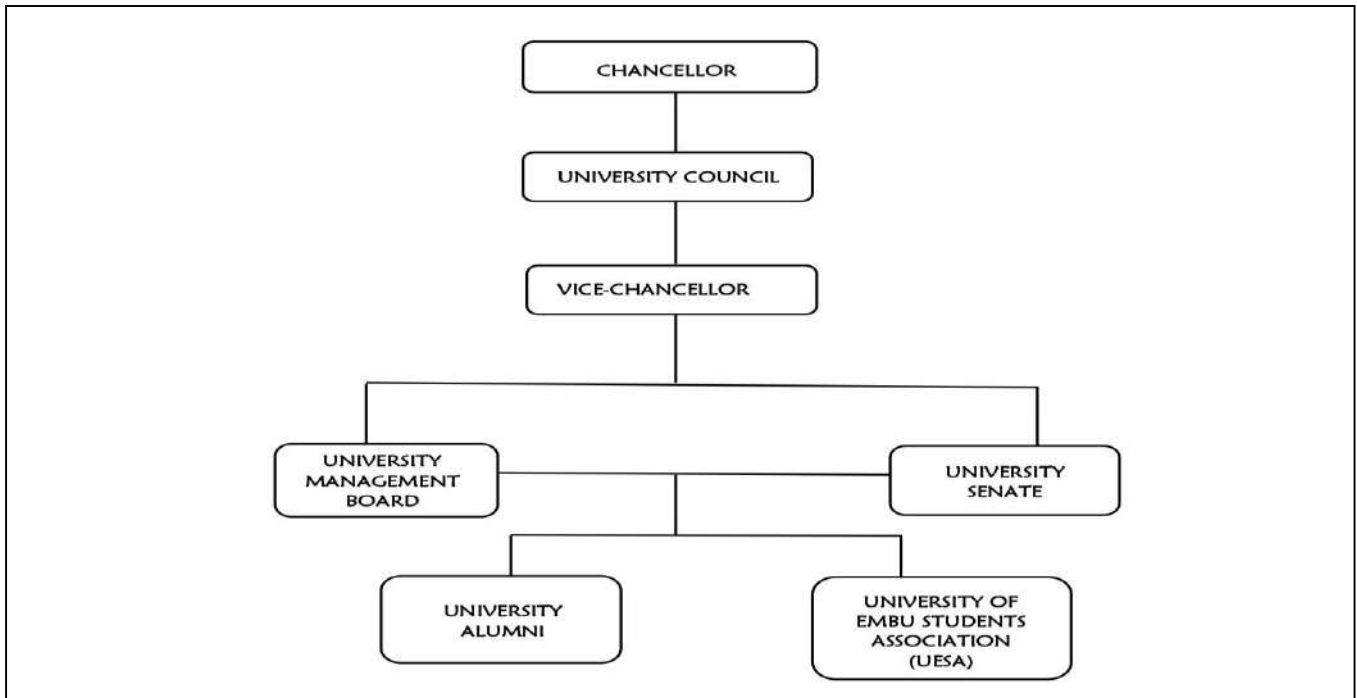 CHANCELLOR
UNIVERSITY COUNCIL
VICE-CHANCELLOR
UNIVERSITY
MANAGEMENT
BOARD
UNIVERSITY
SENATE
UNIVERSITY
ALUMNI
UNIVERSITY OF
EMBU STUDENTS
ASSOCIATION
(UESA)